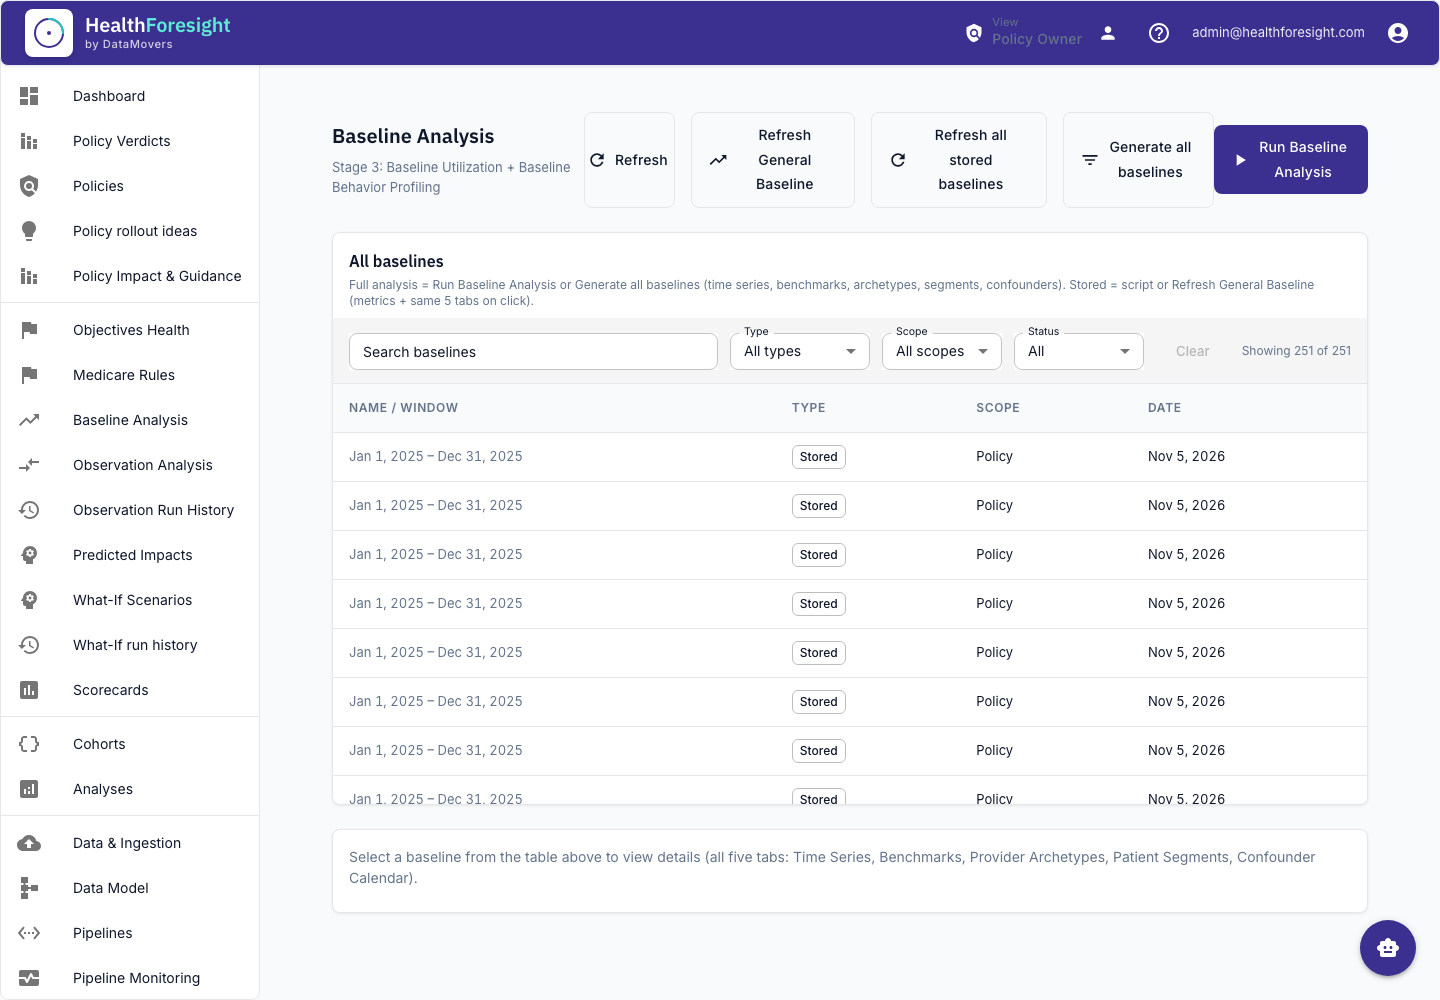 HealthForesight
by DataMovers
View
Policy Owner
admin@healthforesight.com
Dashboard
Policy Verdicts
Policies
Policy rollout ideas
Policy Impact & Guidance
Objectives Health
Medicare Rules
Baseline Analysis
Observation Analysis
Observation Run History
Predicted Impacts
What-If Scenarios
What-If run history
Scorecards
Cohorts
Analyses
Data & Ingestion
Data Model
Pipelines
Pipeline Monitoring
Baseline Analysis
Stage 3: Baseline Utilization + Baseline
Behavior Profiling
Refresh
Refresh
General
Baseline
Refresh all
stored
baselines
Generate all
baselines
Run Baseline
Analysis
All baselines
Full analysis = Run Baseline Analysis or Generate all baselines (time series, benchmarks, archetypes, segments, confounders). Stored = script or Refresh General Baseline
(metrics + same 5 tabs on click).
Search baselines
Type
All types
Scope
All scopes
Status
All
Clear
Showing 251 of 251
NAME / WINDOW TYPE SCOPE DATE
Jan 1, 2025 – Dec 31, 2025 Stored Policy Nov 5, 2026
Jan 1, 2025 – Dec 31, 2025 Stored Policy Nov 5, 2026
Jan 1, 2025 – Dec 31, 2025 Stored Policy Nov 5, 2026
Jan 1, 2025 – Dec 31, 2025 Stored Policy Nov 5, 2026
Jan 1, 2025 – Dec 31, 2025 Stored Policy Nov 5, 2026
Jan 1, 2025 – Dec 31, 2025 Stored Policy Nov 5, 2026
Jan 1, 2025 – Dec 31, 2025 Stored Policy Nov 5, 2026
Jan 1, 2025 – Dec 31, 2025 Stored Policy Nov 5, 2026
Select a baseline from the table above to view details (all five tabs: Time Series, Benchmarks, Provider Archetypes, Patient Segments, Confounder
Calendar).